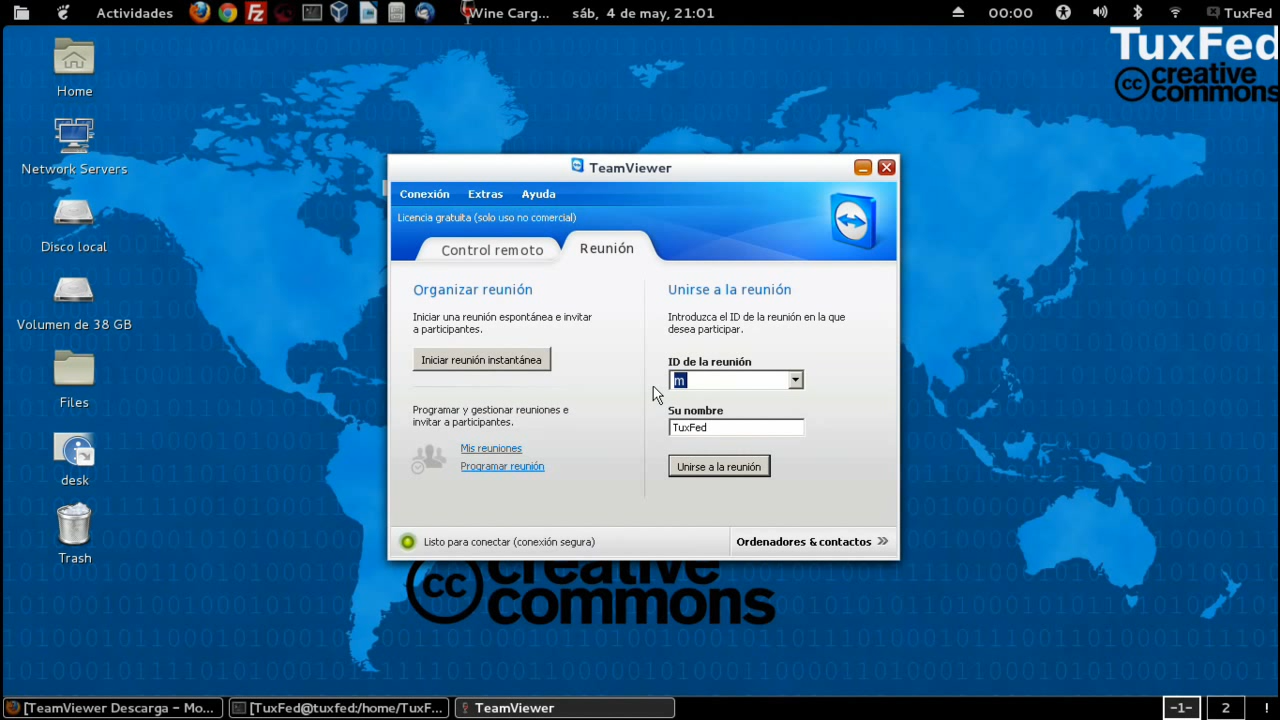 Actividades
Wine Carg...
sáb, 4 de may, 21:01
00:00
TuxFed
TuxFed
creative
commons
cc
Home
Network Servers
Disco local
Volumen de 38 GB
Files
desk
Trash
TeamViewer
Conexión Extras Ayuda
Licencia gratuita (solo uso no comercial)
Control remoto
Reunión
Organizar reunión
Iniciar una reunión espontánea e invitar
a participantes.
Iniciar reunión instantánea
Programar y gestionar reuniones e
invitar a participantes.
Mis reuniones
Programar reunión
Unirse a la reunión
Introduzca el ID de la reunión en la que
desea participar.
ID de la reunión
m
Su nombre
TuxFed
Unirse a la reunión
Listo para conectar (conexión segura)
Ordenadores & contactos »
cc
creative
commons
[TeamViewer Descarga – Mo...
[TuxFed@tuxfed:/home/TuxF...
TeamViewer
-1-
2
!